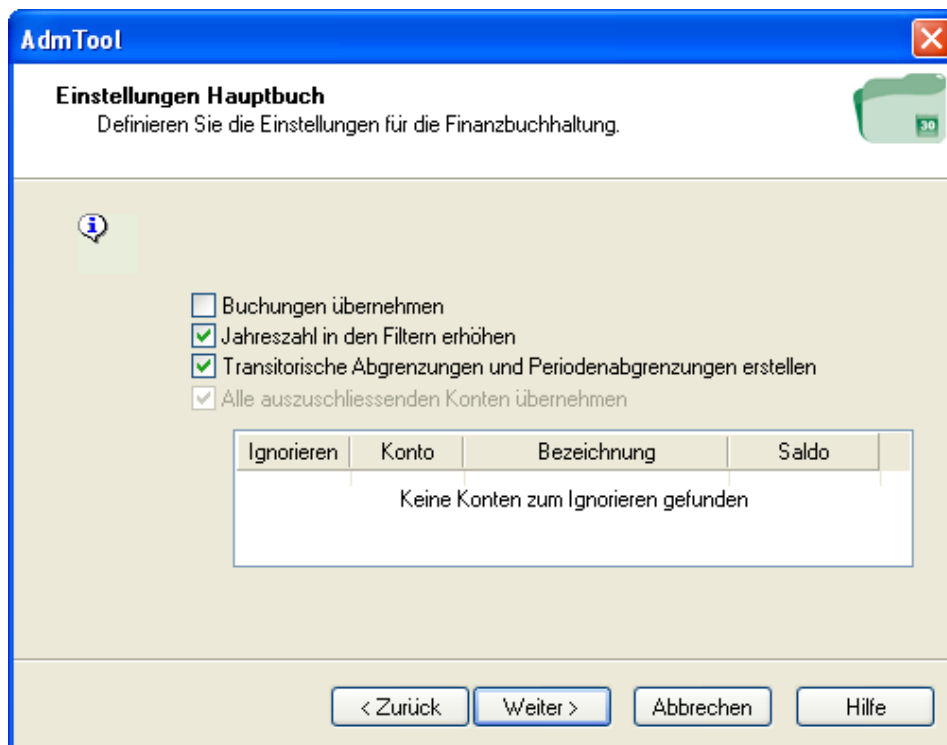 AdmTool
Einstellungen Hauptbuch
Definieren Sie die Einstellungen für die Finanzbuchhaltung.
30
Buchungen übernehmen
Jahreszahl in den Filtern erhöhen
Transitorische Abgrenzungen und Periodenabgrenzungen erstellen
Alle auszuschliessenden Konten übernehmen
Ignorieren Konto Bezeichnung Saldo
Keine Konten zum Ignorieren gefunden
< Zurück Weiter > Abbrechen Hilfe